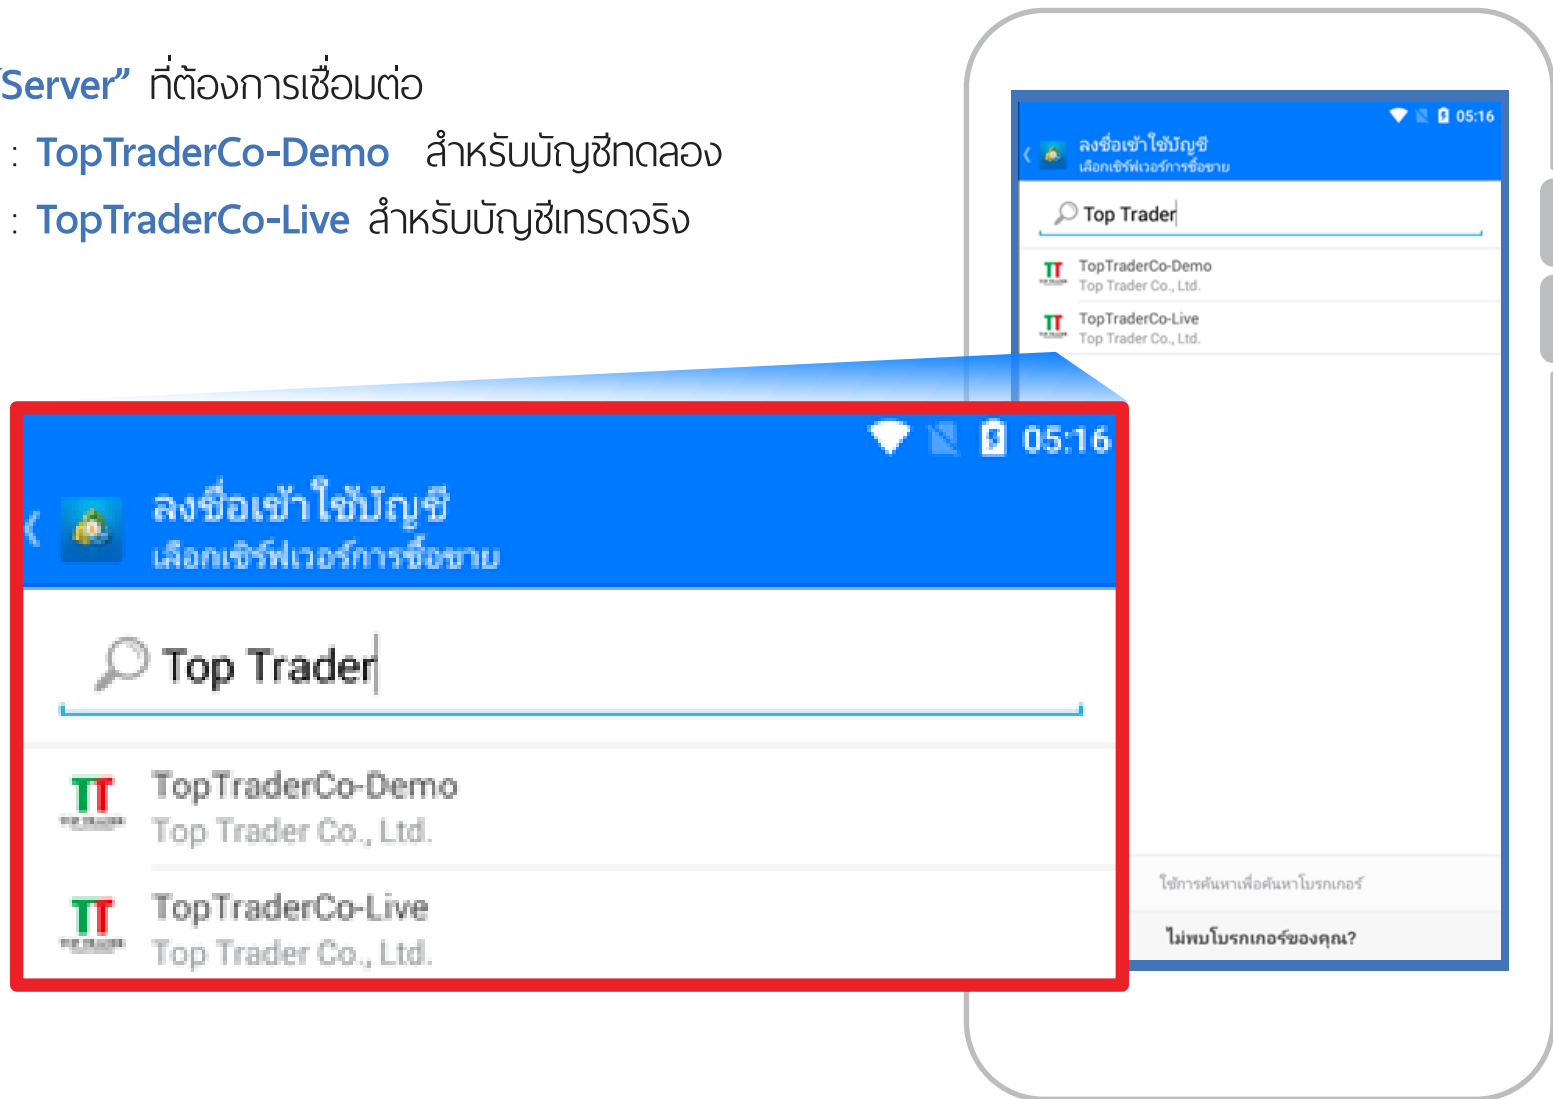 “Server” ที่ต้องการเชื่อมต่อ
: TopTraderCo-Demo สำหรับบัญชีทดลอง
: TopTraderCo-Live สำหรับบัญชีเทรดจริง
05:16
ลงชื่อเข้าใช้บัญชี
เลือกเซิร์ฟเวอร์การซื้อขาย
Top Trader
TopTraderCo-Demo
Top Trader Co., Ltd.
TopTraderCo-Live
Top Trader Co., Ltd.
05:16
ลงชื่อเข้าใช้บัญชี
เลือกเซิร์ฟเวอร์การซื้อขาย
Top Trader
TT
TOP TRADER
TopTraderCo-Demo
Top Trader Co., Ltd.
TT
TOP TRADER
TopTraderCo-Live
Top Trader Co., Ltd.
ใช้การค้นหาเพื่อค้นหาโบรกเกอร์
ไม่พบโบรกเกอร์ของคุณ?